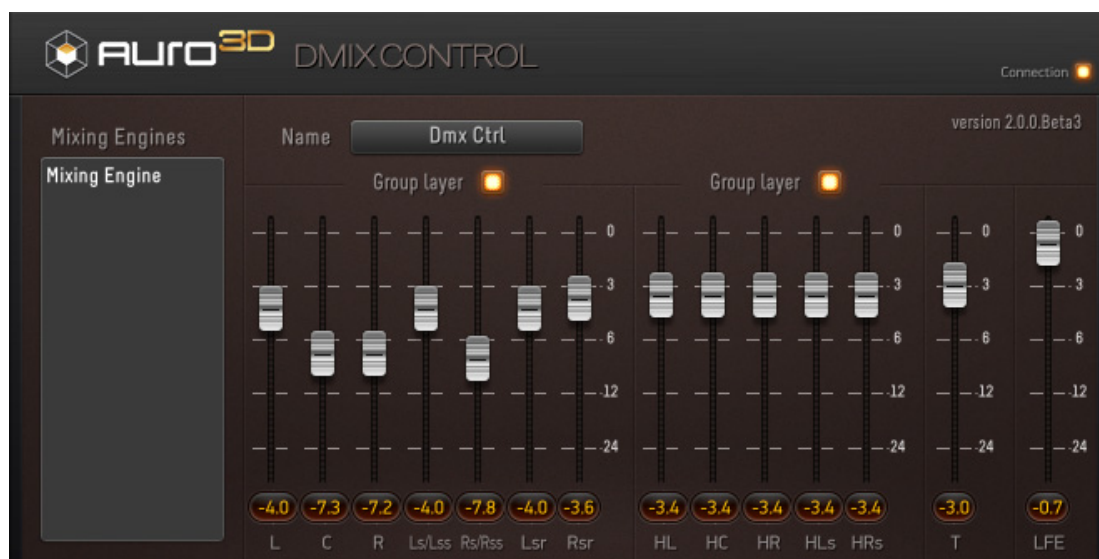 AURO 3D DMIX CONTROL
Connection
version 2.0.0.Beta3
Mixing Engines
Mixing Engine
Name Dmx Ctrl
Group layer Group layer
0 0 0 0
3 3 3 3
6 6 6 6
12 12 12 12
24 24 24 24
-4.0 -7.3 -7.2 -4.0 -7.8 -4.0 -3.6 -3.4 -3.4 -3.4 -3.4 -3.4 -3.0 -0.7
L C R Ls/Lss Rs/Rss Lsr Rsr HL HC HR HLs HRs T LFE